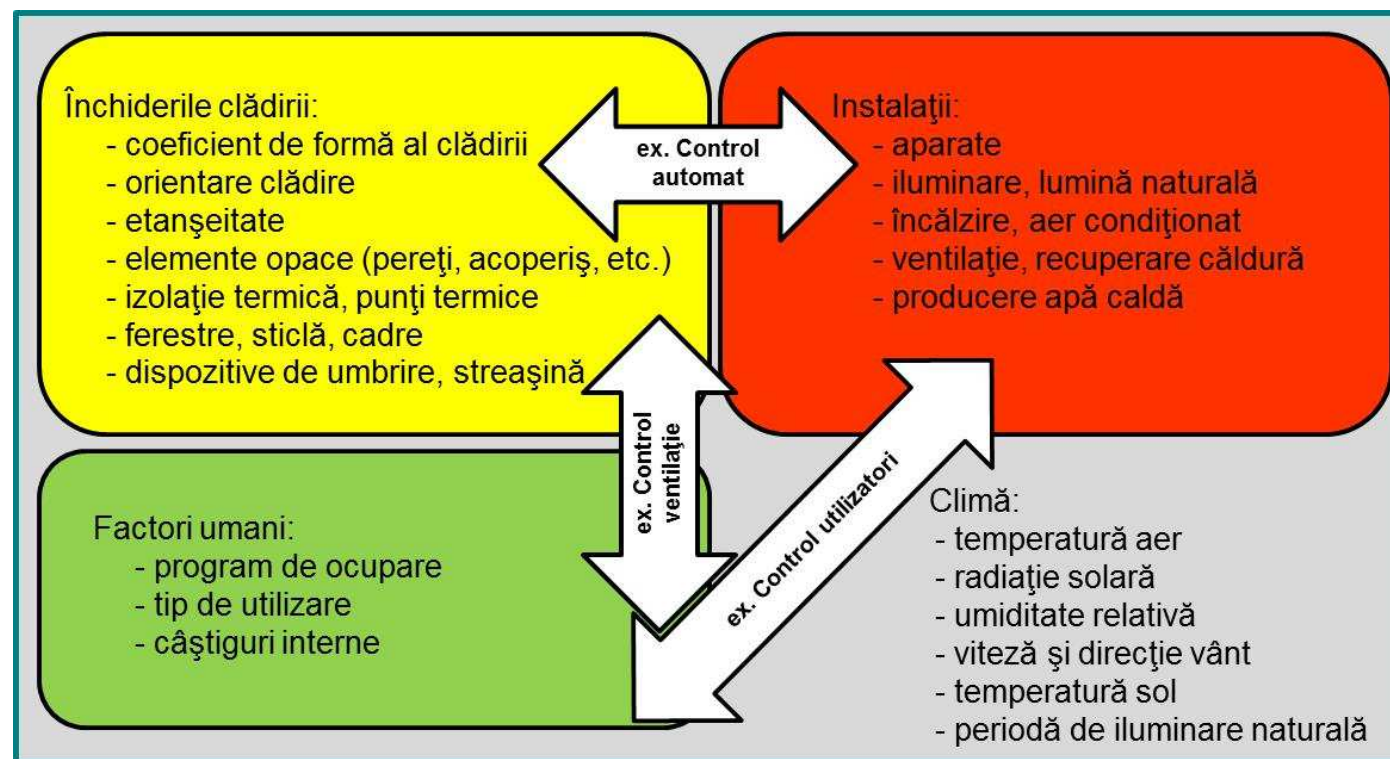 Închiderile clădirii:
- coeficient de formă al clădirii
- orientare clădire
- etanşeitate
- elemente opace (pereţi, acoperiş, etc.)
- izolaţie termică, punţi termice
- ferestre, sticlă, cadre
- dispozitive de umbrire, streaşină
ex. Control
automat
Instalaţii:
- aparate
- iluminare, lumină naturală
- încălzire, aer condiţionat
- ventilaţie, recuperare căldură
- producere apă caldă
ex. Control
ventilaţie
ex. Control utilizatori
Factori umani:
- program de ocupare
- tip de utilizare
- câştiguri interne
Climă:
- temperatură aer
- radiaţie solară
- umiditate relativă
- viteză şi direcţie vânt
- temperatură sol
- periodă de iluminare naturală